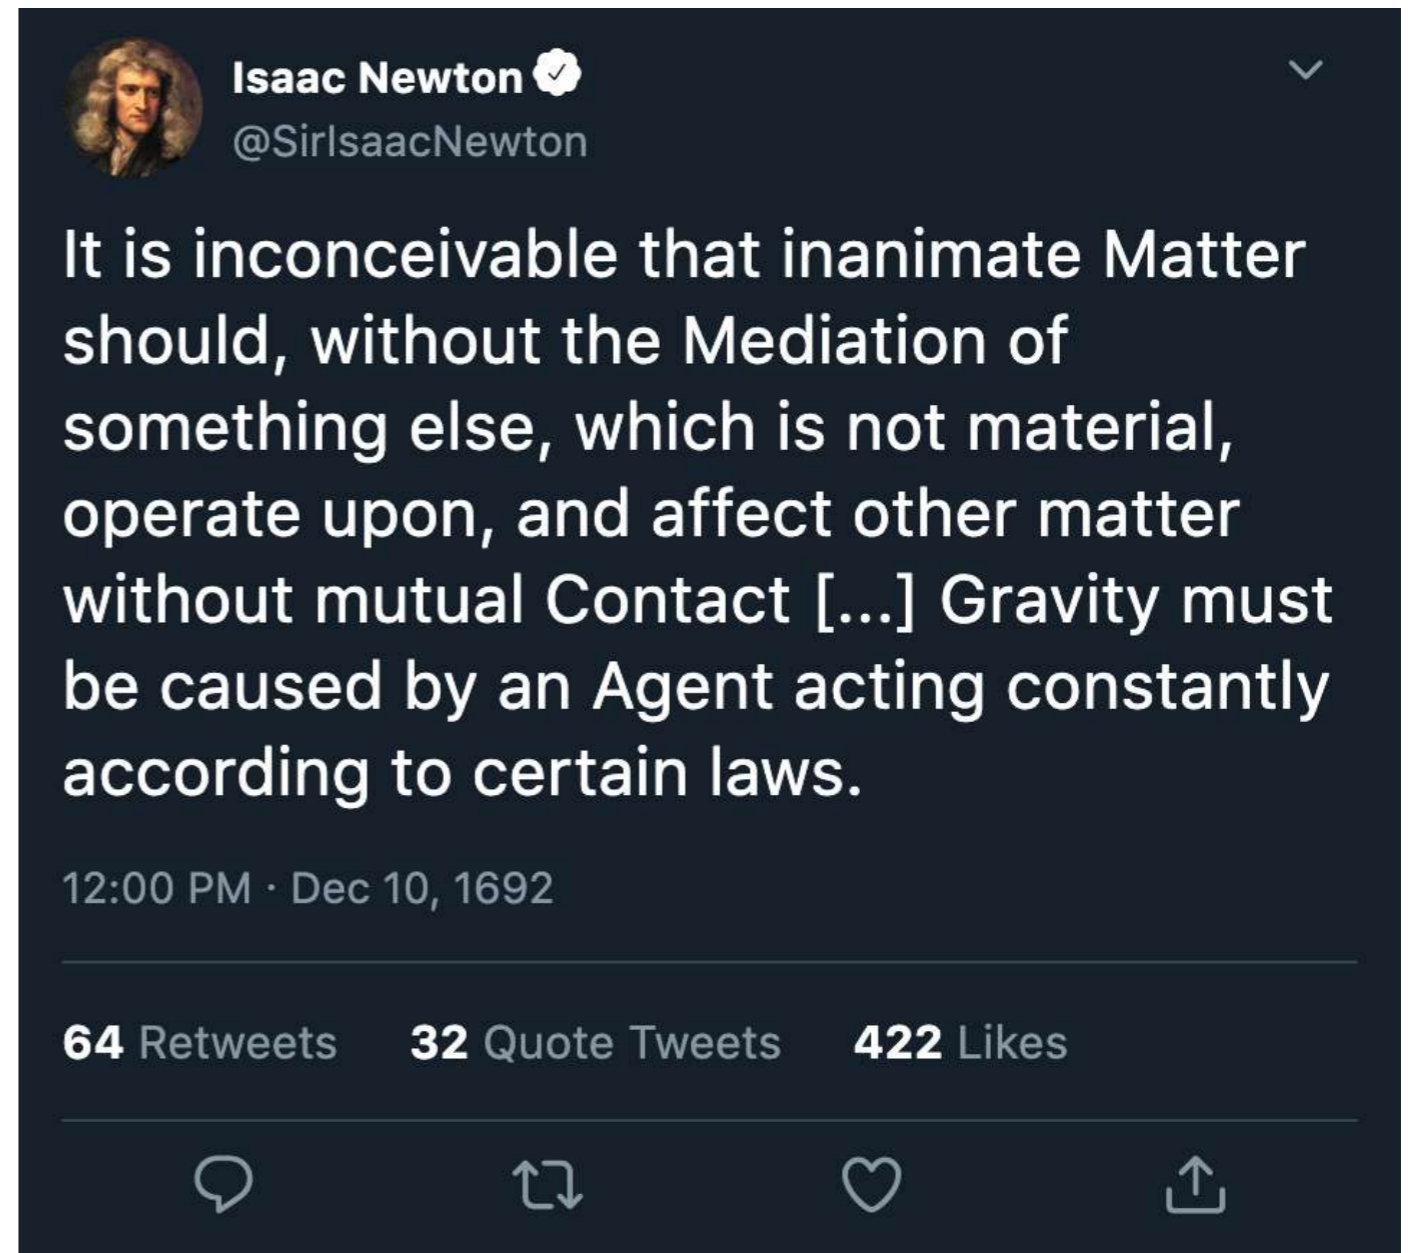 Isaac Newton
@SirIsaacNewton
It is inconceivable that inanimate Matter
should, without the Mediation of
something else, which is not material,
operate upon, and affect other matter
without mutual Contact [...] Gravity must
be caused by an Agent acting constantly
according to certain laws.
12:00 PM · Dec 10, 1692
64 Retweets 32 Quote Tweets 422 Likes